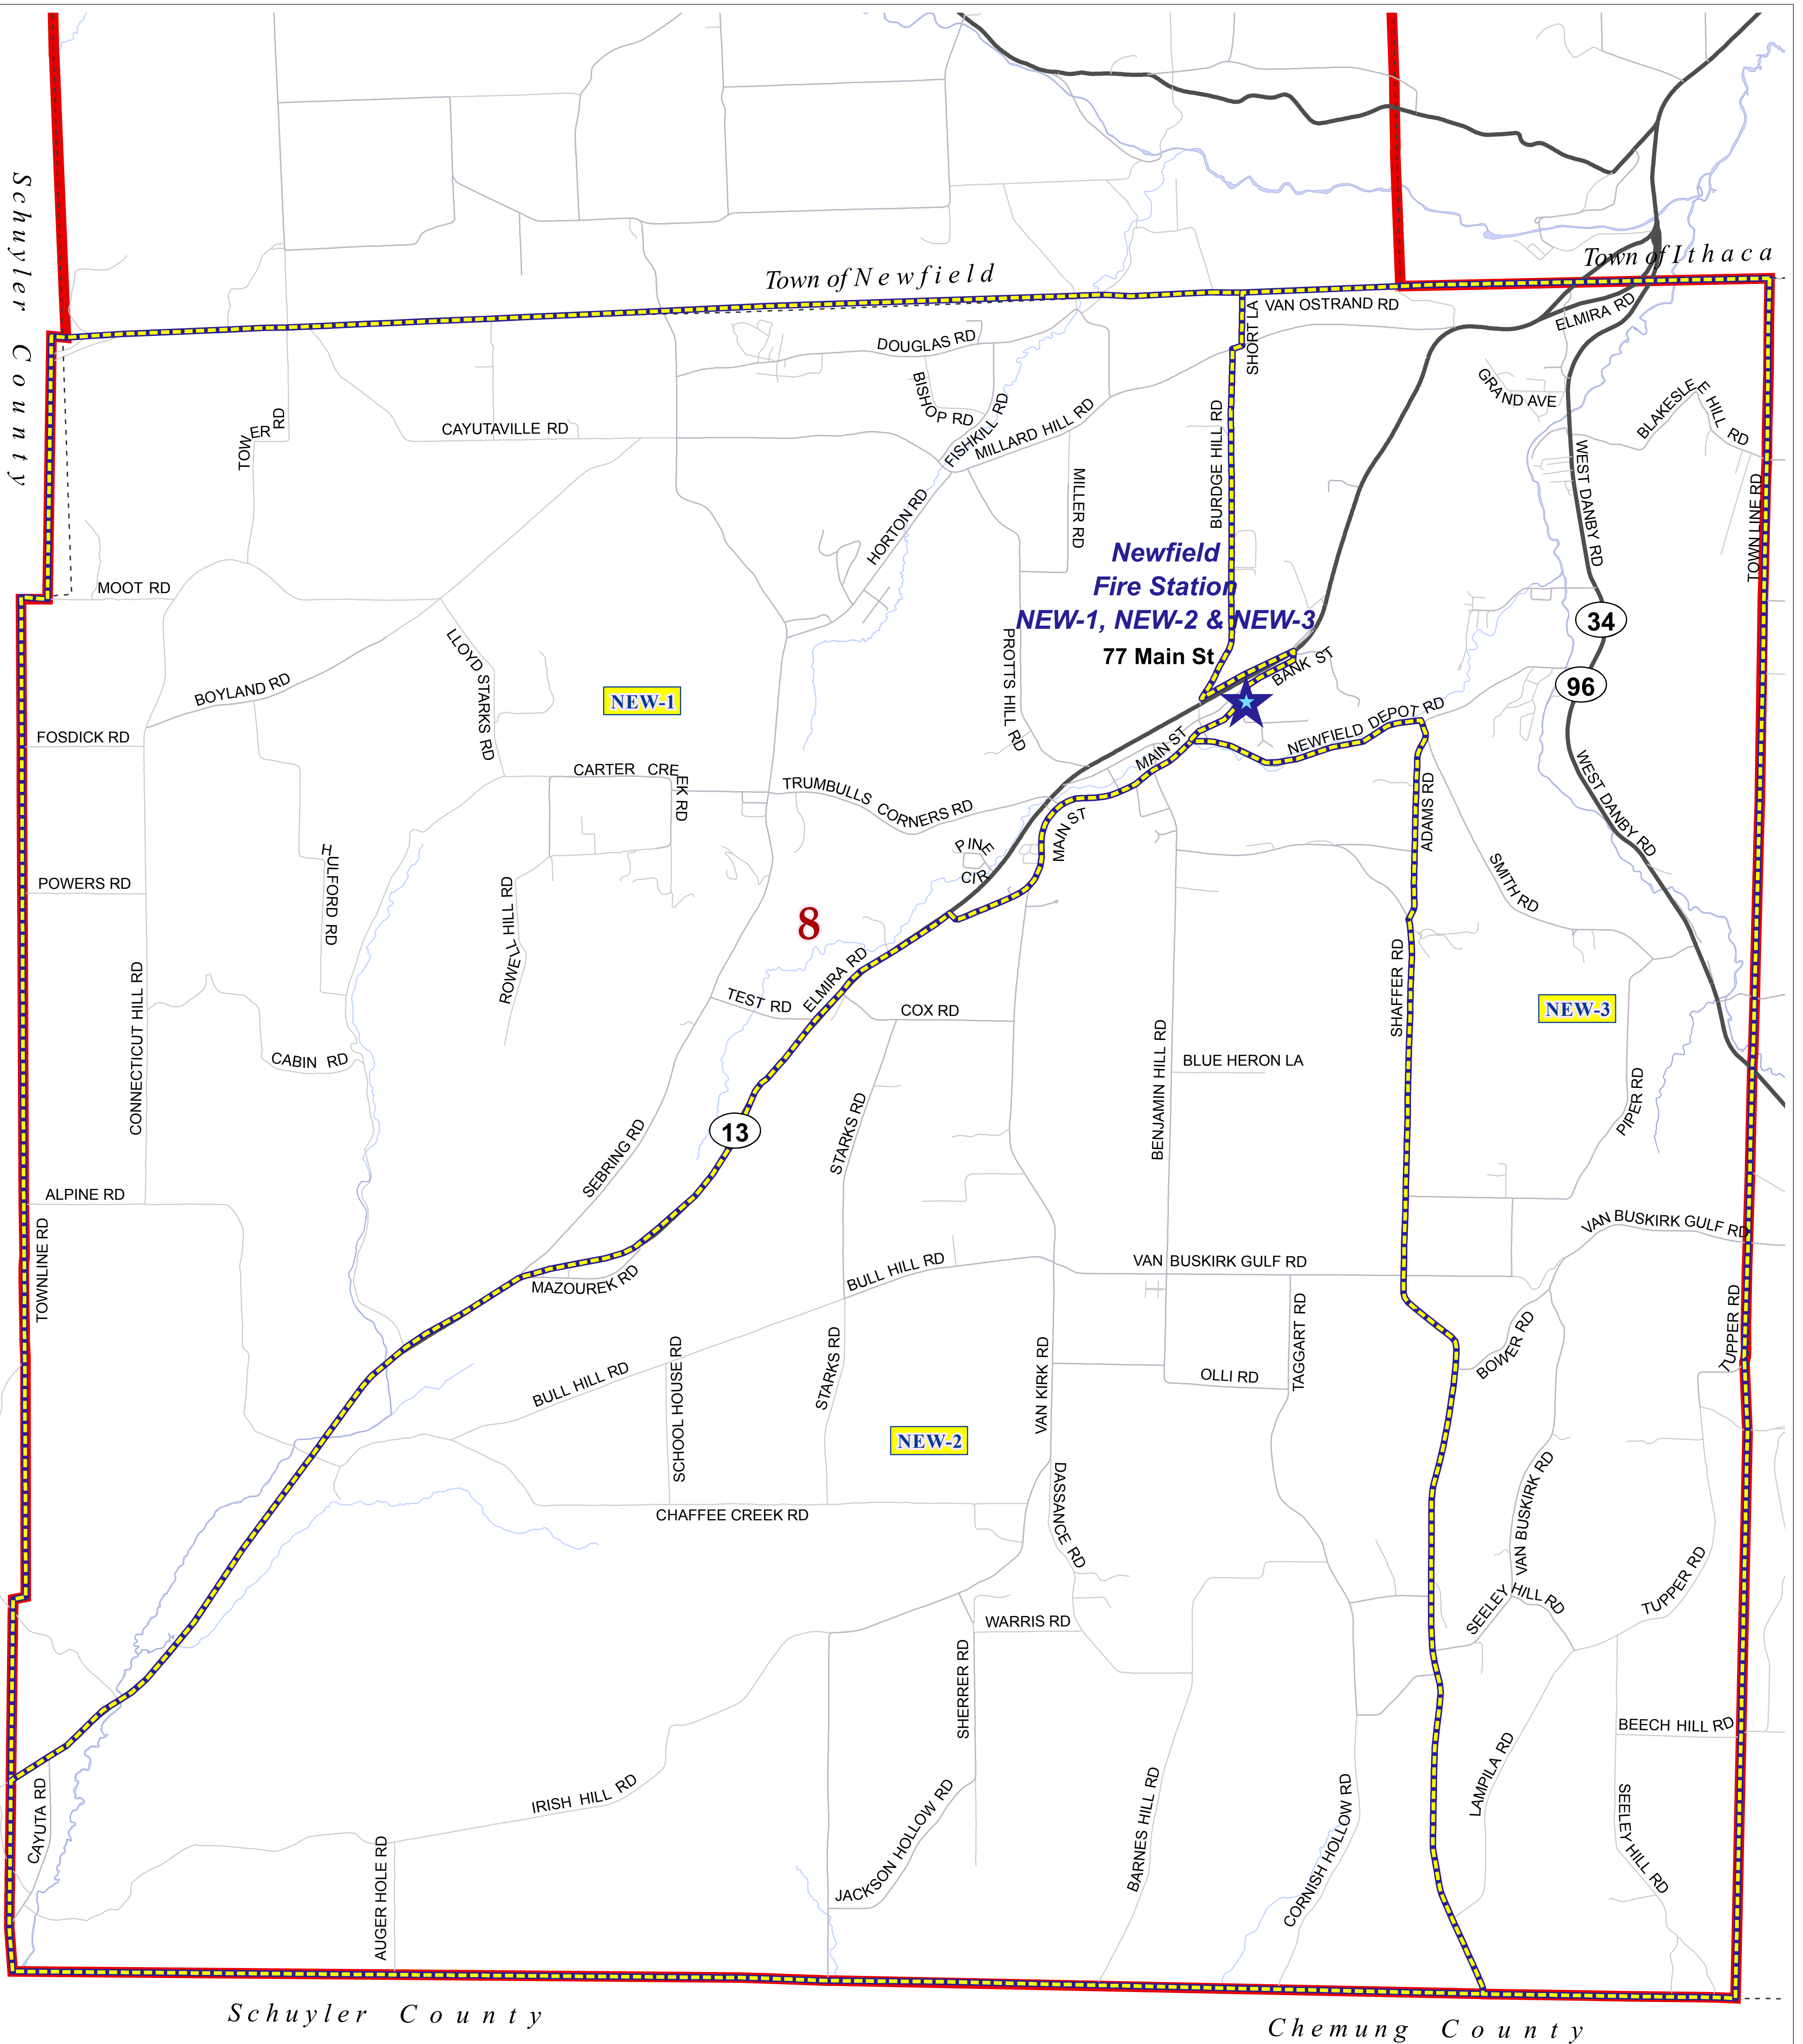 Schuyler County
Town of Newfield
Town of Ithaca
SHORT LA
VAN OSTRAND RD
ELMIRA RD
DOUGLAS RD
BISHOP RD
FISHKILL RD
MILLARD HILL RD
GRAND AVE
BLAKESLEE HILL RD
TOWER RD
CAYUTAVILLE RD
BURDGE HILL RD
WEST DANBY RD
TOWN LINE RD
MILLER RD
HORTON RD
Newfield
Fire Station
NEW-1, NEW-2 & NEW-3
77 Main St
MOOT RD
34
96
LLOYD STARKS RD
PROTTS HILL RD
BANK ST
BOYLAND RD
NEW-1
FOSDICK RD
NEWFIELD DEPOT RD
MAIN ST
CARTER CREEK RD
TRUMBULLS CORNERS RD
ADAMS RD
WEST DANBY RD
MAIN ST
PINE CIR
HULFORD RD
POWERS RD
ROWELL HILL RD
SMITH RD
8
CONNECTICUT HILL RD
ELMIRA RD
TEST RD
COX RD
SHAFFER RD
NEW-3
CABIN RD
BENJAMIN HILL RD
BLUE HERON LA
PIPER RD
13
STARKS RD
SEBRING RD
ALPINE RD
TOWNLINE RD
VAN BUSKIRK GULF RD
MAZOUREK RD
BULL HILL RD
VAN BUSKIRK GULF RD
TUPPER RD
TAGGART RD
BOWER RD
SCHOOL HOUSE RD
STARKS RD
VAN KIRK RD
BULL HILL RD
OLLI RD
NEW-2
DASSANCE RD
VAN BUSKIRK RD
CHAFFEE CREEK RD
SEELEY HILL RD
TUPPER RD
WARRIS RD
SHERRER RD
BEECH HILL RD
LAMPILA RD
CAYUTA RD
IRISH HILL RD
JACKSON HOLLOW RD
BARNES HILL RD
CORNISH HOLLOW RD
SEELEY HILL RD
AUGER HOLE RD
Schuyler County
Chemung County